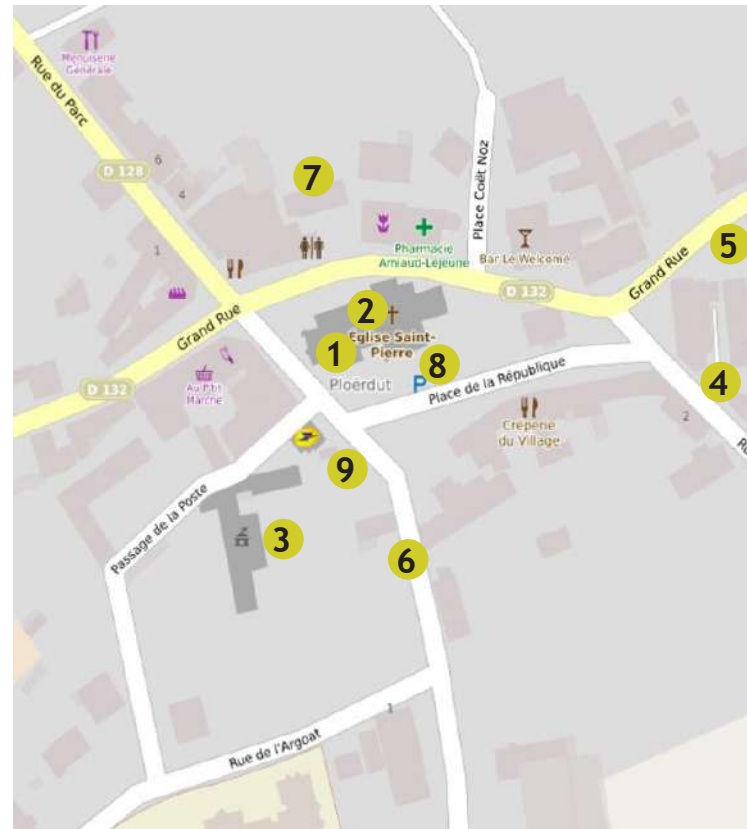 Menuiserie
Générale
Rue du Parc
D 128
6
4
1
7
Place Coët Noz
Pharmacie
Amiaud-Lejeune
Bar Le Welcome
5
Grand Rue
D 132
2
Eglise Saint-
Pierre
1
Ploërdut
8
P
Place de la République
4
Grand Rue
D 132
Au P'tit
Marché
Crêperie
du Village
2
9
Passage de la Poste
3
6
1
Rue de l'Argoat